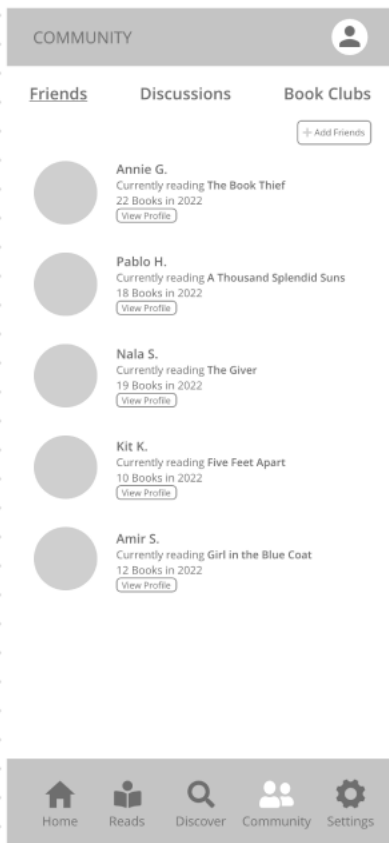 COMMUNITY
Friends Discussions Book Clubs
+ Add Friends
Annie G.
Currently reading The Book Thief
22 Books in 2022
View Profile
Pablo H.
Currently reading A Thousand Splendid Suns
18 Books in 2022
View Profile
Nala S.
Currently reading The Giver
19 Books in 2022
View Profile
Kit K.
Currently reading Five Feet Apart
10 Books in 2022
View Profile
Amir S.
Currently reading Girl in the Blue Coat
12 Books in 2022
View Profile
Home Reads Discover Community Settings